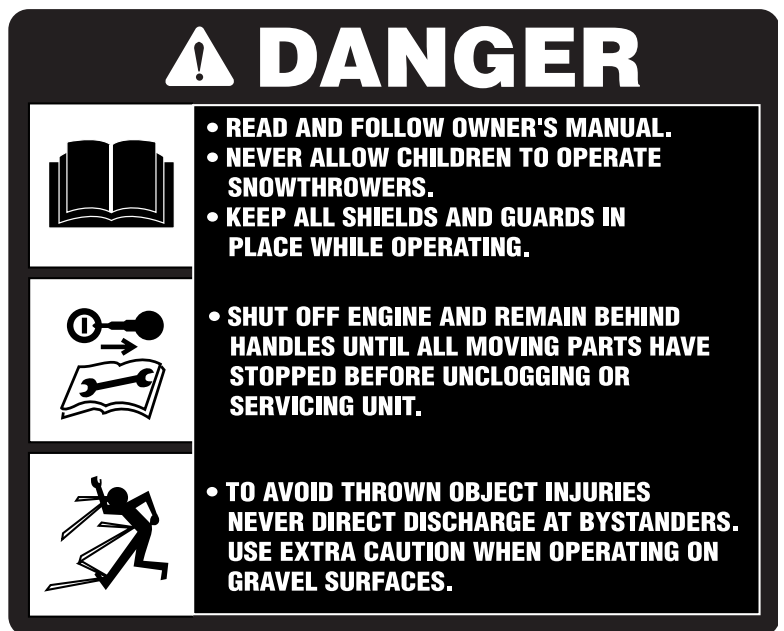 DANGER
• READ AND FOLLOW OWNER'S MANUAL.
• NEVER ALLOW CHILDREN TO OPERATE
SNOWTHROWERS.
• KEEP ALL SHIELDS AND GUARDS IN
PLACE WHILE OPERATING.
• SHUT OFF ENGINE AND REMAIN BEHIND
HANDLES UNTIL ALL MOVING PARTS HAVE
STOPPED BEFORE UNCLOGGING OR
SERVICING UNIT.
• TO AVOID THROWN OBJECT INJURIES
NEVER DIRECT DISCHARGE AT BYSTANDERS.
USE EXTRA CAUTION WHEN OPERATING ON
GRAVEL SURFACES.